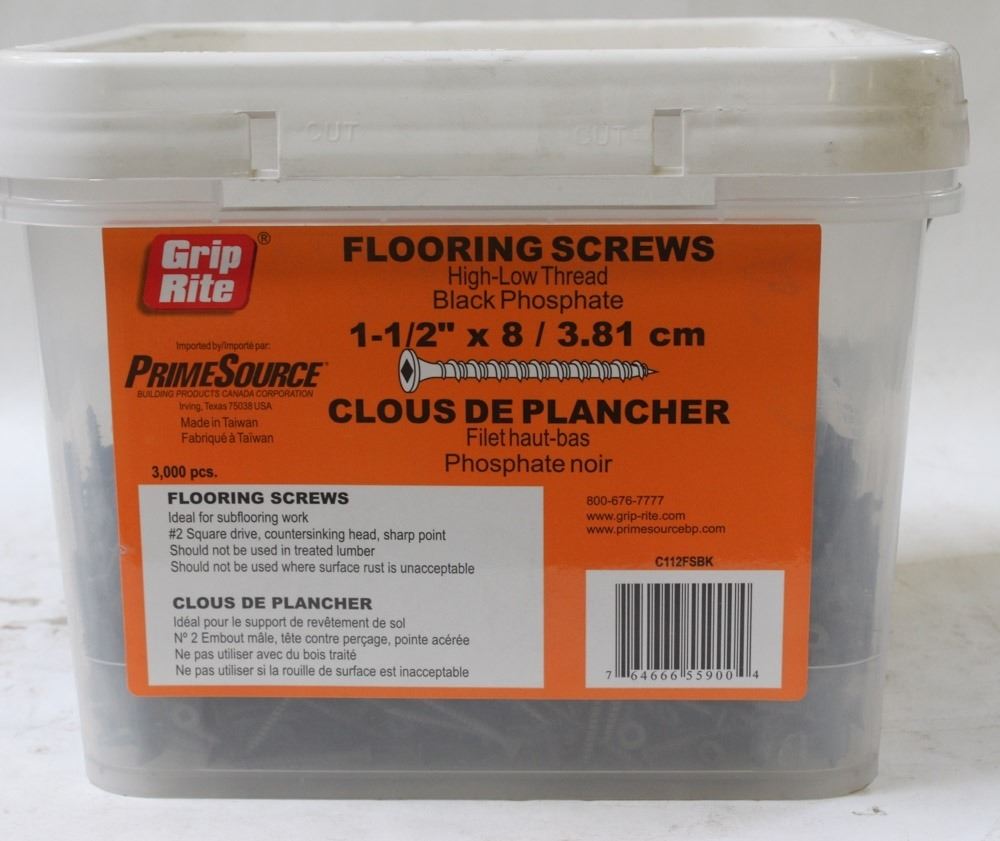 CUT
CUT
Grip
Rite
®
FLOORING SCREWS
High-Low Thread
Black Phosphate
1-1/2" x 8 / 3.81 cm
Imported by/Importé par:
PRIMESOURCE®
BUILDING PRODUCTS CANADA CORPORATION
Irving, Texas 75038 USA
Made in Taiwan
Fabriqué à Taïwan
CLOUS DE PLANCHER
Filet haut-bas
Phosphate noir
3,000 pcs.
FLOORING SCREWS
Ideal for subflooring work
#2 Square drive, countersinking head, sharp point
Should not be used in treated lumber
Should not be used where surface rust is unacceptable
CLOUS DE PLANCHER
Idéal pour le support de revêtement de sol
Nº 2 Embout mâle, tête contre perçage, pointe acérée
Ne pas utiliser avec du bois traité
Ne pas utiliser si la rouille de surface est inacceptable
800-676-7777
www.grip-rite.com
www.primesourcebp.com
C112FSBK
7 64666 55900 4